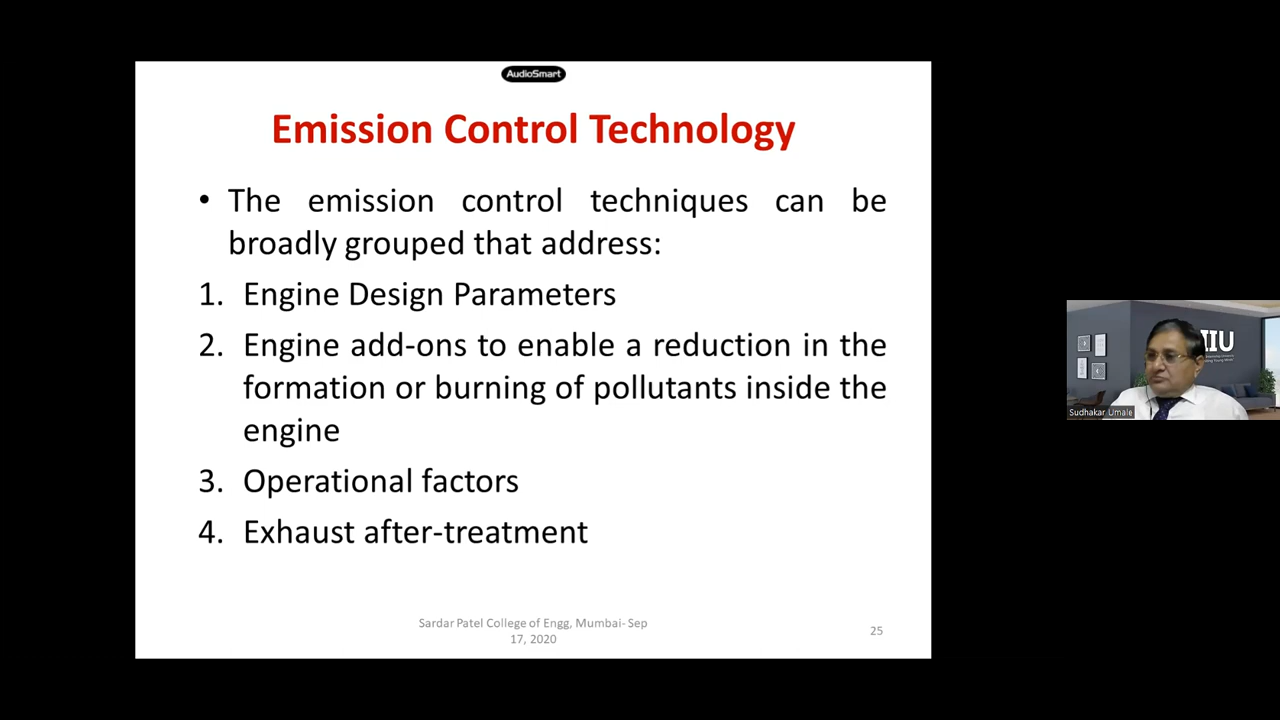 AudioSmart
Emission Control Technology
• The emission control techniques can be
broadly grouped that address:
1. Engine Design Parameters
2. Engine add-ons to enable a reduction in the
formation or burning of pollutants inside the
engine
3. Operational factors
4. Exhaust after-treatment
Sardar Patel College of Engg, Mumbai- Sep
17, 2020
25
IIU
Sudhakar Umale